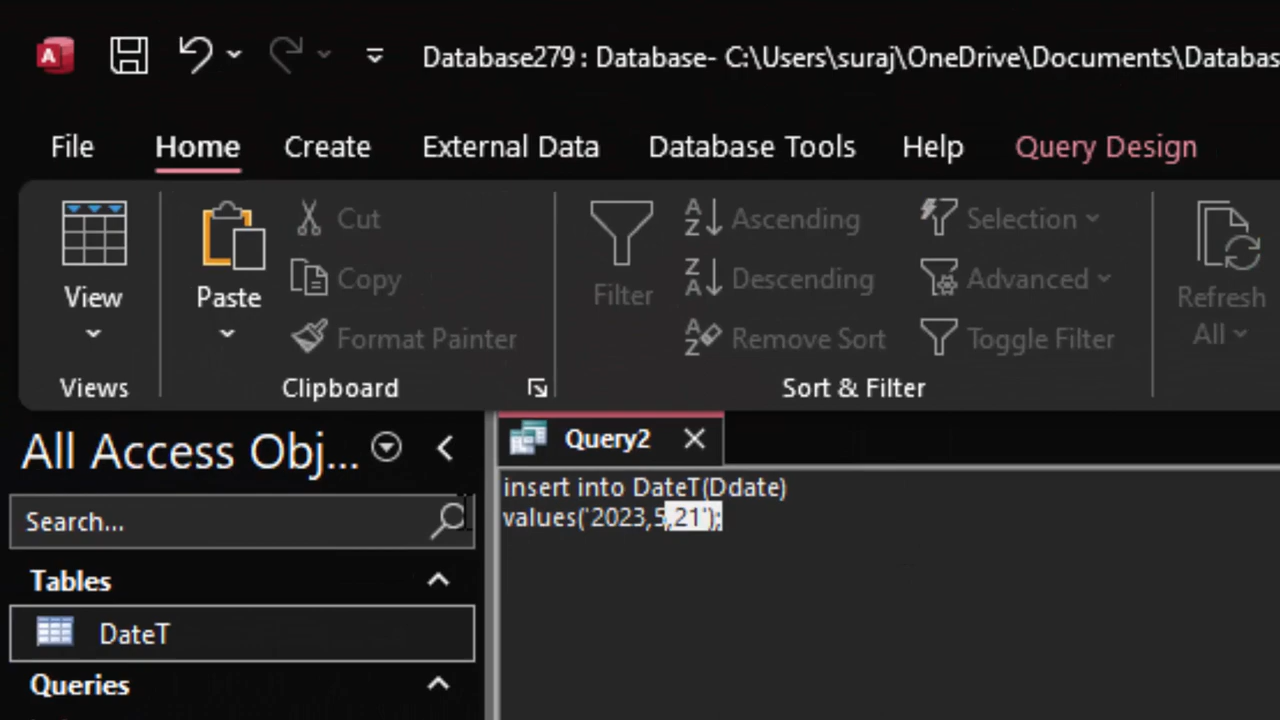 Database279 : Database- C:\Users\suraj\OneDrive\Documents\Databas
File Home Create External Data Database Tools Help Query Design
View
Views
Paste
Cut
Copy
Format Painter
Clipboard
Filter
Ascending
Descending
Remove Sort
Selection
Advanced
Toggle Filter
Sort & Filter
Refresh
All
All Access Obj...
Search...
Tables
DateT
Queries
Query2
insert into DateT(Ddate)
values('2023,5,21');